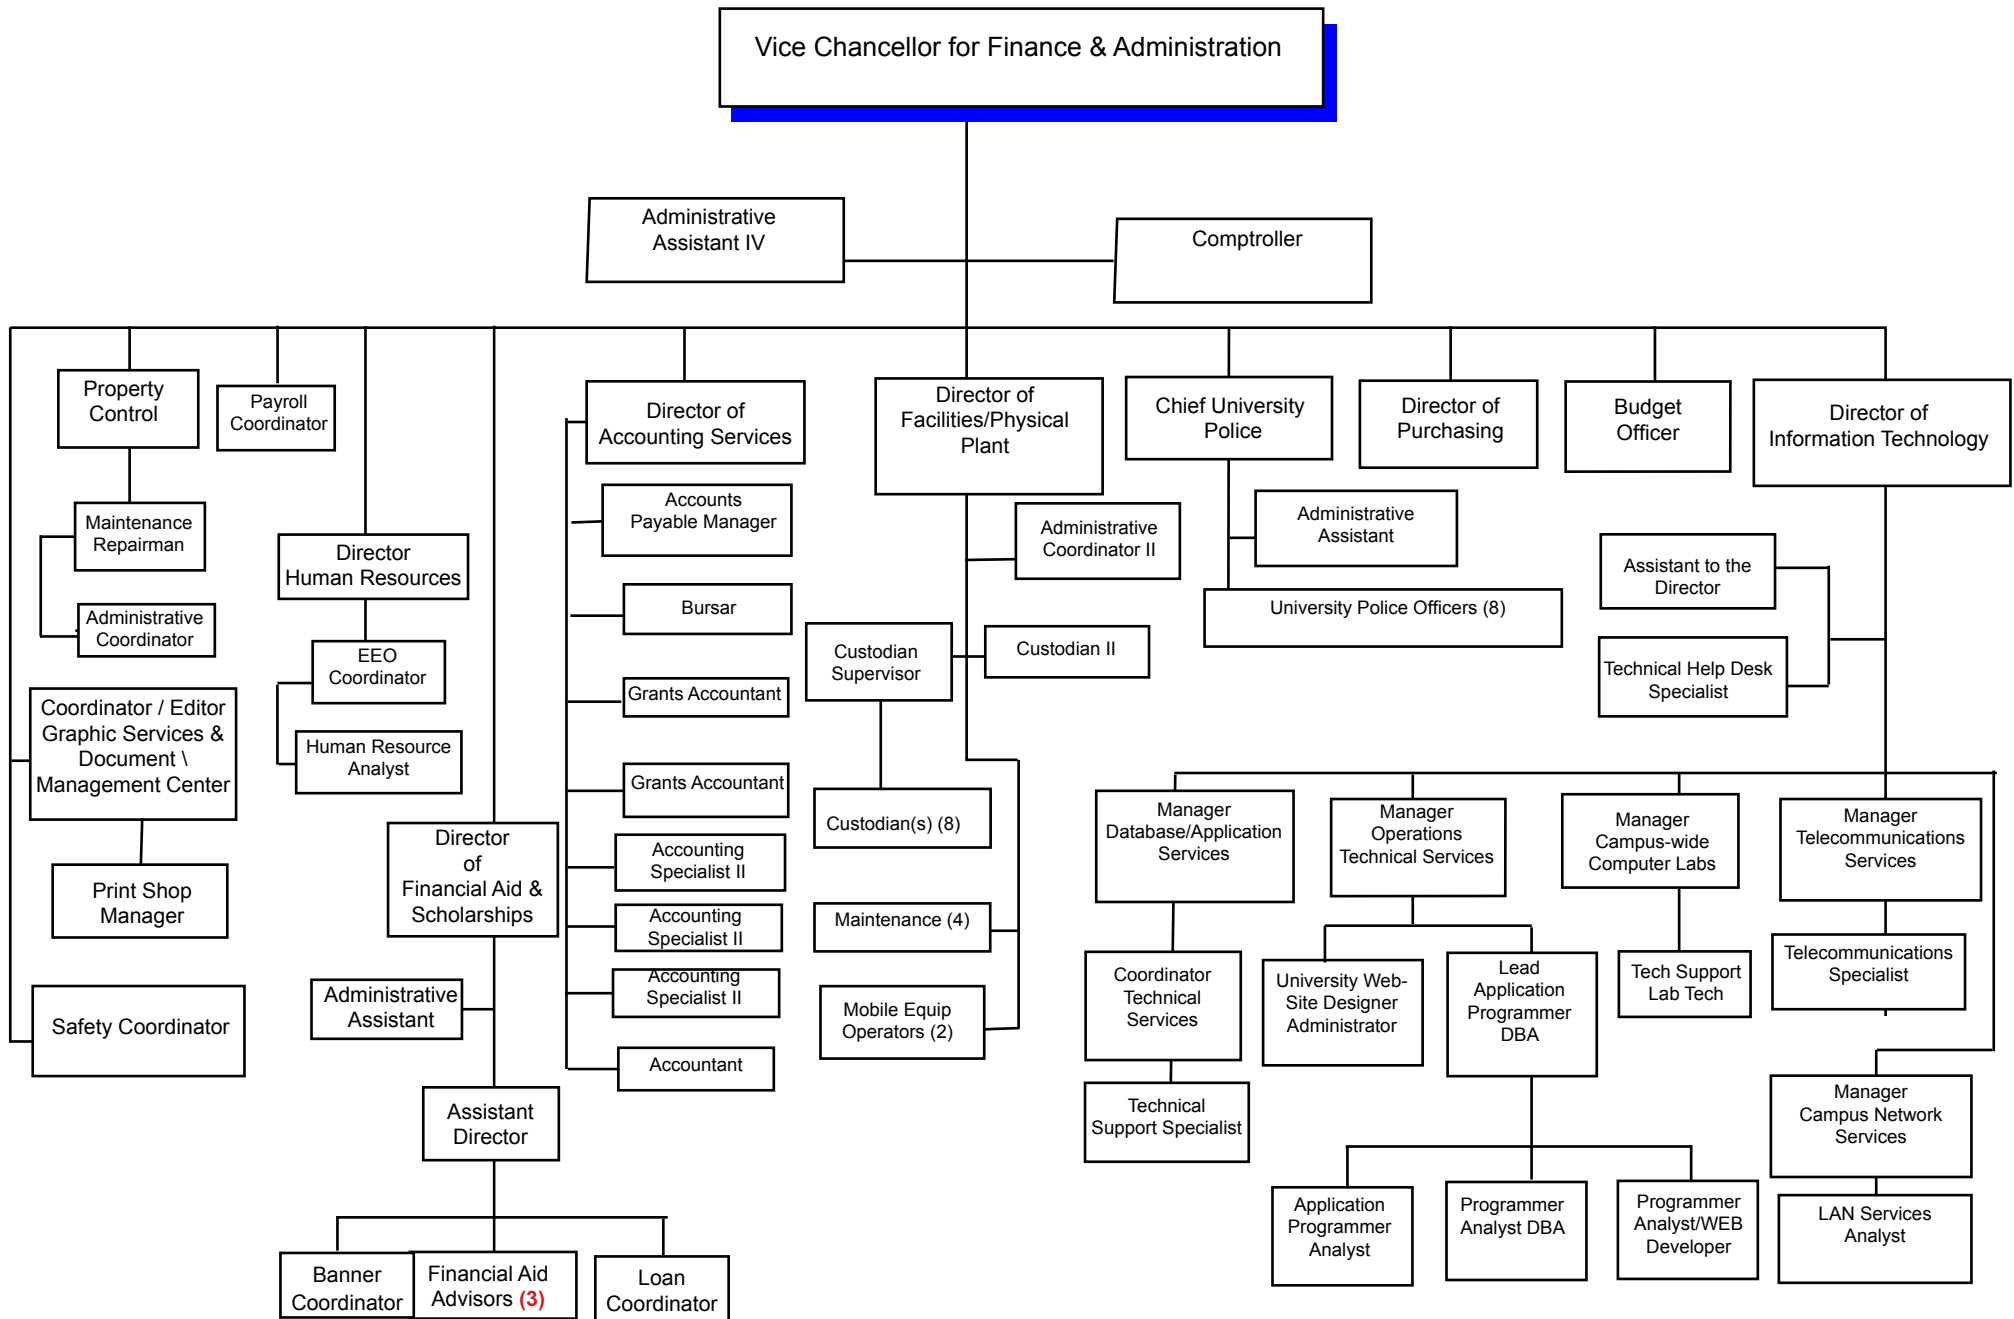 Vice Chancellor for Finance & Administration
Administrative
Assistant IV
Comptroller
Property
Control
Payroll
Coordinator
Director of
Accounting Services
Director of
Facilities/Physical
Plant
Chief University
Police
Director of
Purchasing
Budget
Officer
Director of
Information Technology
Maintenance
Repairman
Administrative
Coordinator
Director
Human Resources
EEO
Coordinator
Human Resource
Analyst
Coordinator / Editor
Graphic Services &
Document \
Management Center
Print Shop
Manager
Safety Coordinator
Director
of
Financial Aid &
Scholarships
Administrative
Assistant
Assistant
Director
Banner
Coordinator
Financial Aid
Advisors (3)
Loan
Coordinator
Accounts
Payable Manager
Bursar
Grants Accountant
Grants Accountant
Accounting
Specialist II
Accounting
Specialist II
Accounting
Specialist II
Accountant
Administrative
Coordinator II
Custodian
Supervisor
Custodian II
Custodian(s) (8)
Maintenance (4)
Mobile Equip
Operators (2)
Administrative
Assistant
University Police Officers (8)
Assistant to the
Director
Technical Help Desk
Specialist
Manager
Database/Application
Services
Manager
Operations
Technical Services
Manager
Campus-wide
Computer Labs
Manager
Telecommunications
Services
Coordinator
Technical
Services
Technical
Support Specialist
University Web-
Site Designer
Administrator
Lead
Application
Programmer
DBA
Tech Support
Lab Tech
Telecommunications
Specialist
Application
Programmer
Analyst
Programmer
Analyst DBA
Programmer
Analyst/WEB
Developer
Manager
Campus Network
Services
LAN Services
Analyst